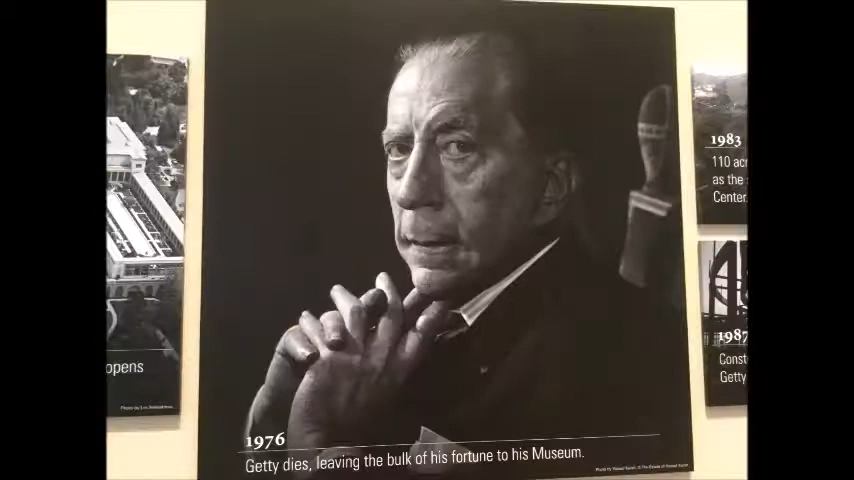 opens
1976
Getty dies, leaving the bulk of his fortune to his Museum.
1983
110 acr
as the
Center.
1987
Const
Getty